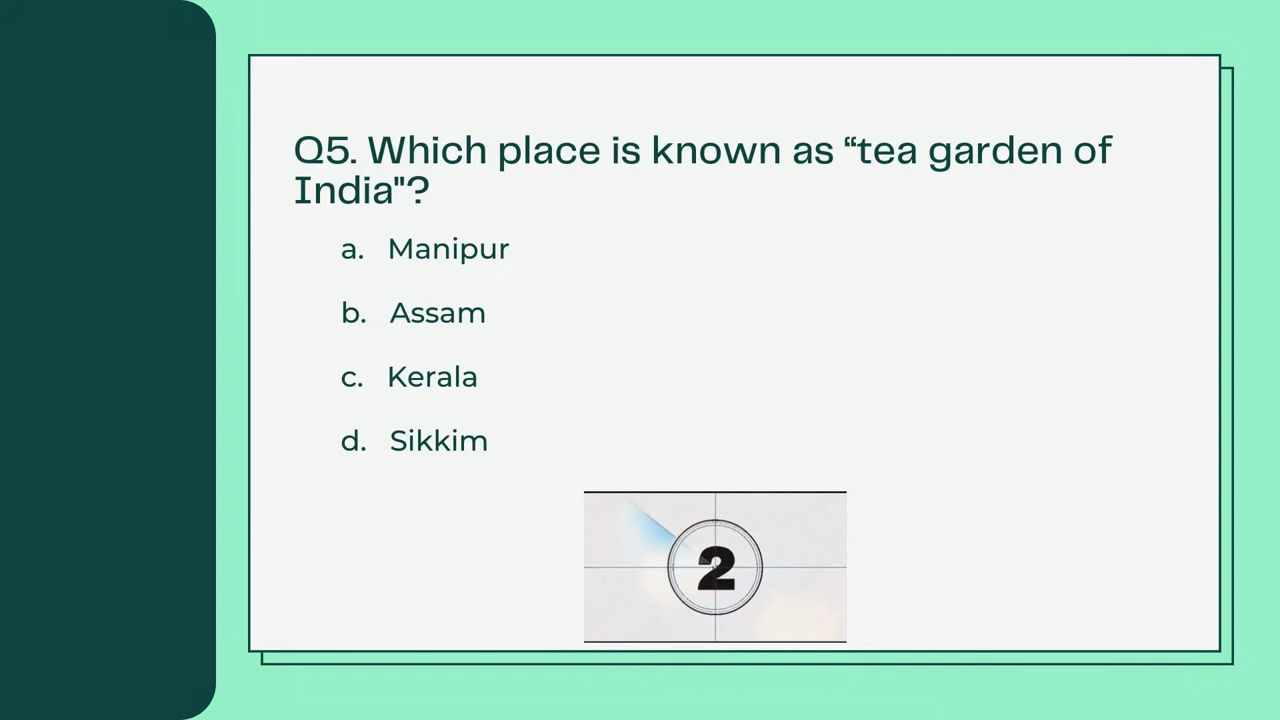 Q5. Which place is known as “tea garden of
India"?
a. Manipur
b. Assam
c. Kerala
d. Sikkim
2